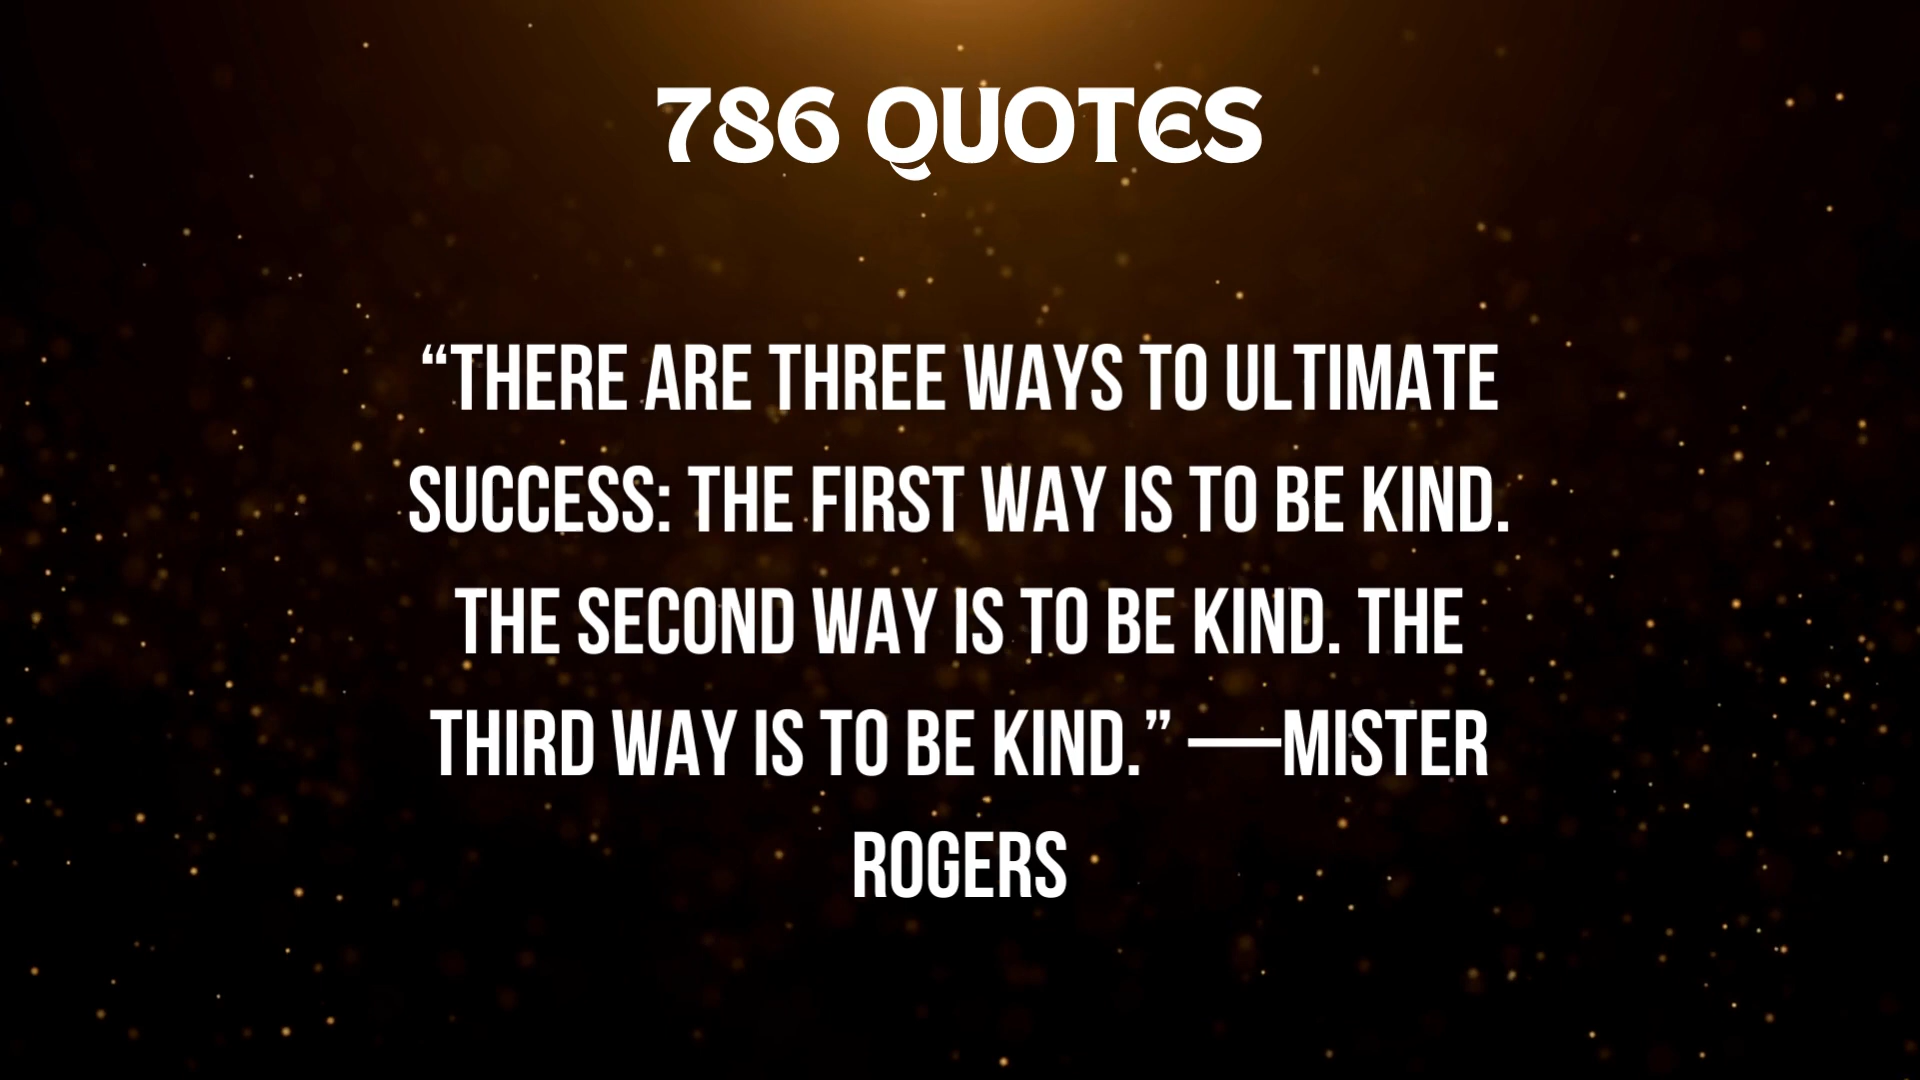 786 QUOTES
“THERE ARE THREE WAYS TO ULTIMATE
SUCCESS: THE FIRST WAY IS TO BE KIND.
THE SECOND WAY IS TO BE KIND. THE
THIRD WAY IS TO BE KIND.” —MISTER
ROGERS